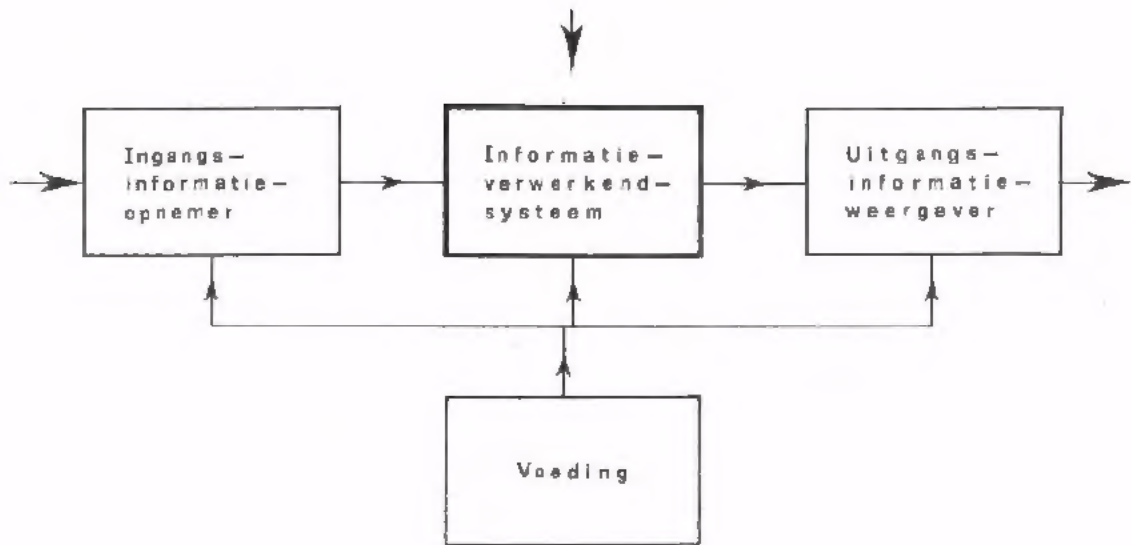 Ingangs-
informatie-
opnemer
Informatie-
verwerkend-
systeem
Uitgangs-
informatie-
weergever
Voeding